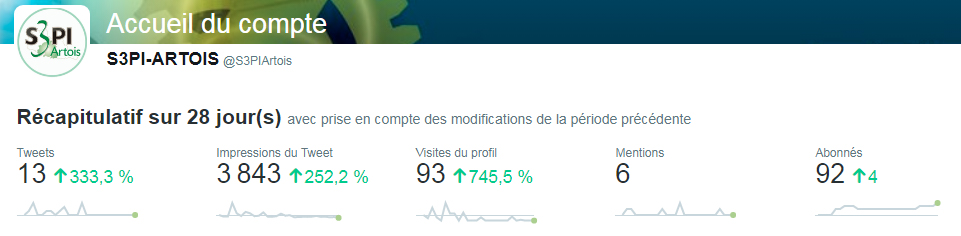 Accueil du compte
S3PI
Artois
S3PI-ARTOIS @S3PIArtois
Récapitulatif sur 28 jour(s) avec prise en compte des modifications de la période précédente
Tweets
13 ↑333,3 %
Impressions du Tweet
3 843 ↑252,2 %
Visites du profil
93 ↑745,5 %
Mentions
6
Abonnés
92 ↑4